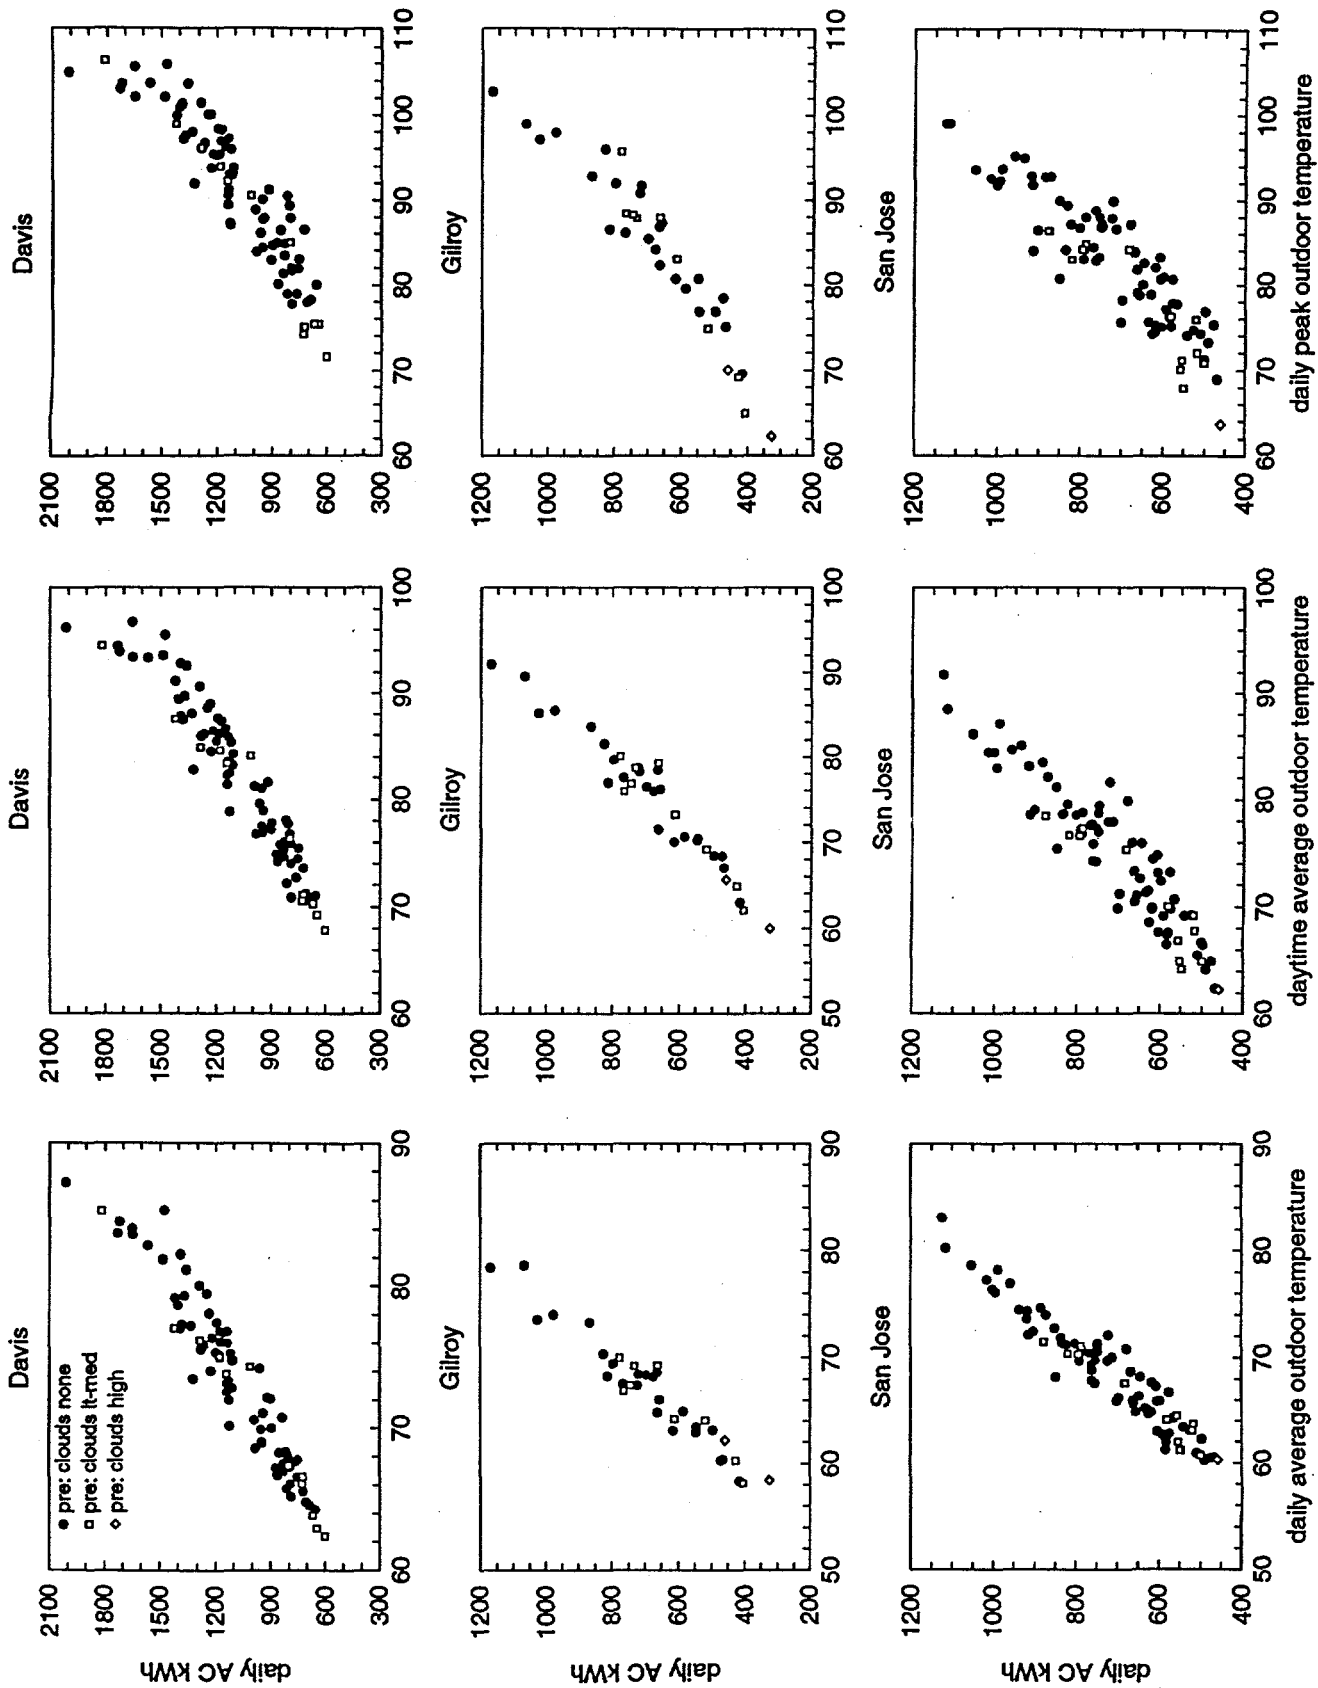 Davis
● pre: clouds none
□ pre: clouds lt-med
◇ pre: clouds high
daily AC kWh
2100
1800
1500
1200
900
600
300
60 70 80 90
Davis
2100
1800
1500
1200
900
600
300
60 70 80 90 100
Davis
2100
1800
1500
1200
900
600
300
60 70 80 90 100 110
Gilroy
daily AC kWh
1200
1000
800
600
400
200
50 60 70 80 90
Gilroy
1200
1000
800
600
400
200
50 60 70 80 90 100
Gilroy
1200
1000
800
600
400
200
60 70 80 90 100 110
San Jose
daily AC kWh
1200
1000
800
600
400
50 60 70 80 90
daily average outdoor temperature
San Jose
1200
1000
800
600
400
60 70 80 90 100
daytime average outdoor temperature
San Jose
1200
1000
800
600
400
60 70 80 90 100 110
daily peak outdoor temperature